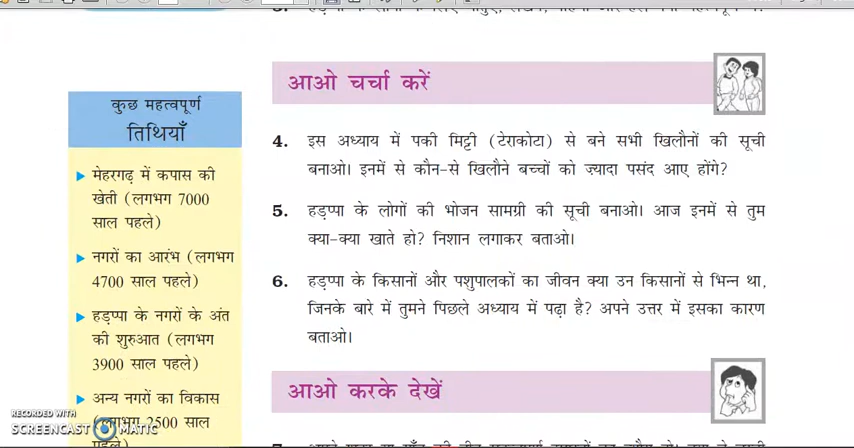 आओ चर्चा करें
कुछ महत्वपूर्ण
तिथियाँ
▶ मेहरगढ़ में कपास की
खेती (लगभग 7000
साल पहले)
▶ नगरों का आरंभ (लगभग
4700 साल पहले)
▶ हड़प्पा के नगरों के अंत
की शुरुआत (लगभग
3900 साल पहले)
▶ अन्य नगरों का विकास
(लगभग 2500 साल
पहले)
4. इस अध्याय में पकी मिट्टी (टेराकोटा) से बने सभी खिलौनों की सूची
बनाओ। इनमें से कौन-से खिलौने बच्चों को ज़्यादा पसंद आए होंगे?
5. हड़प्पा के लोगों की भोजन सामग्री की सूची बनाओ। आज इनमें से तुम
क्या-क्या खाते हो? निशान लगाकर बताओ।
6. हड़प्पा के किसानों और पशुपालकों का जीवन क्या उन किसानों से भिन्न था,
जिनके बारे में तुमने पिछले अध्याय में पढ़ा है? अपने उत्तर में इसका कारण
बताओ।
आओ करके देखें
RECORDED WITH
SCREENCAST MATIC